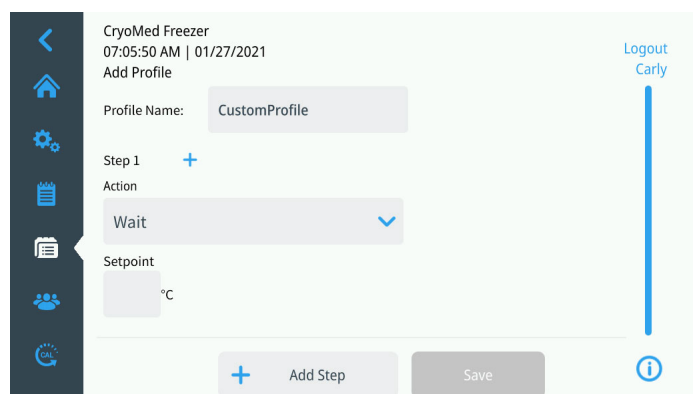 CryoMed Freezer
07:05:50 AM | 01/27/2021
Add Profile
Logout
Carly
Profile Name:
CustomProfile
Step 1 +
Action
Wait
Setpoint
°C
CAL
+ Add Step
Save